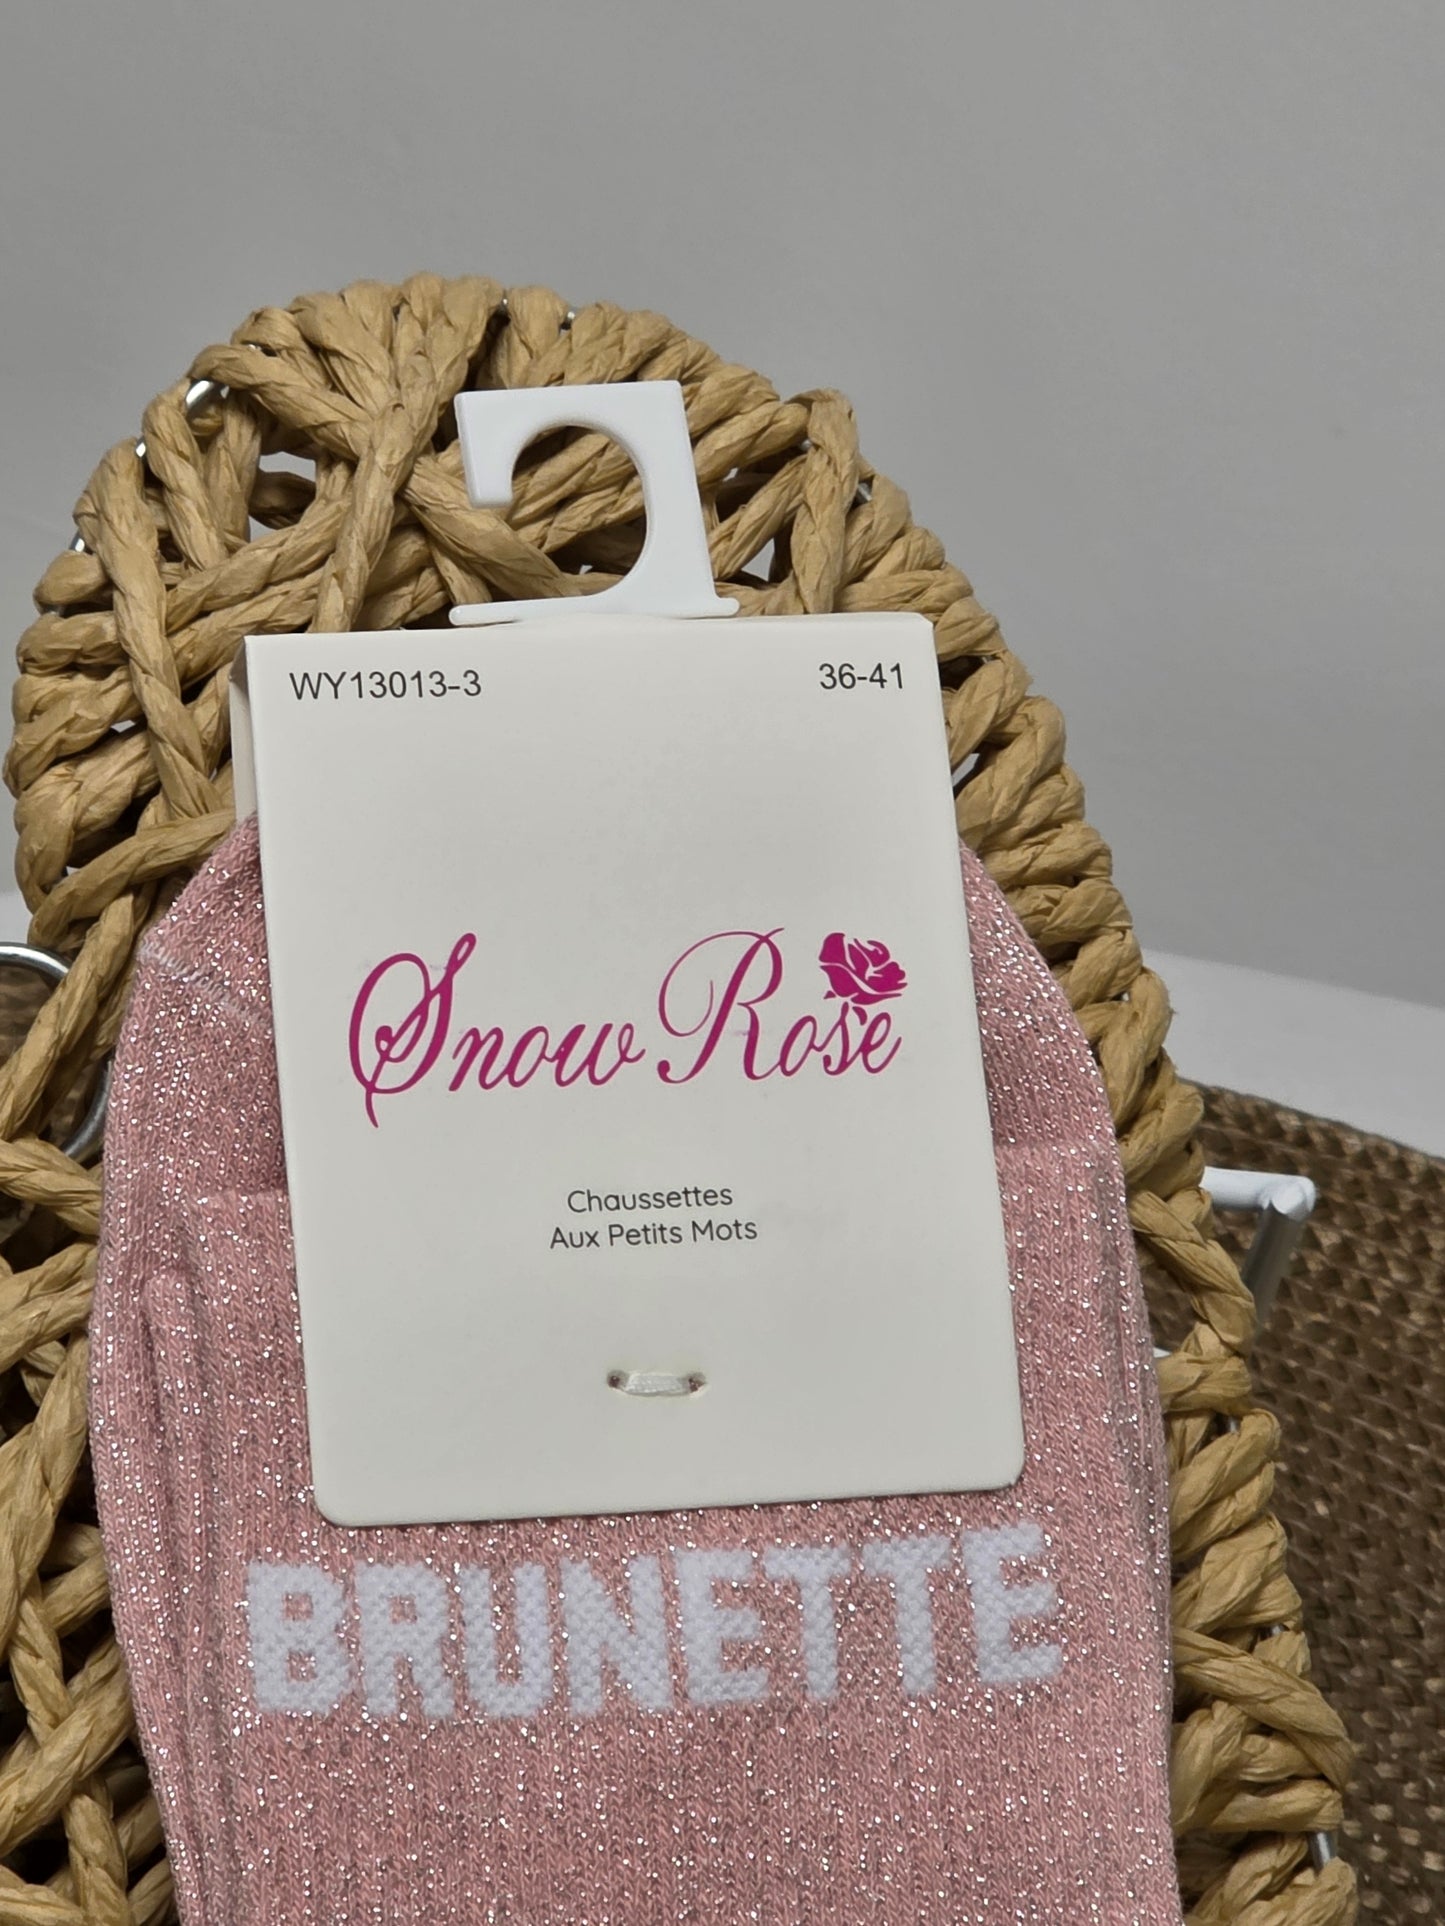 WY13013-3 36-41
Snow Rose
Chaussettes
Aux Petits Mots
BRUNETTE